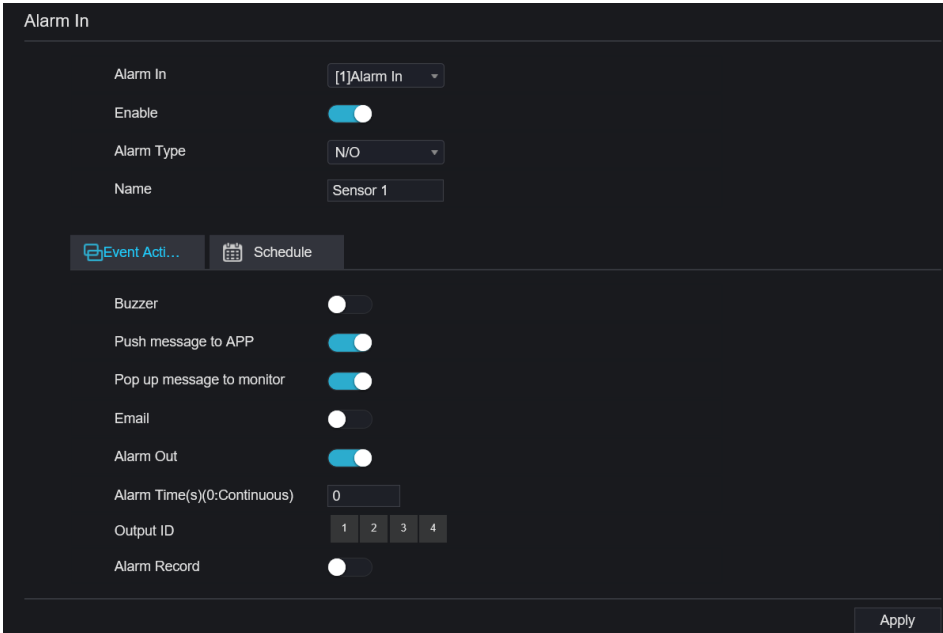 Alarm In
Alarm In [1]Alarm In
Enable
Alarm Type N/O
Name Sensor 1
Event Acti... Schedule
Buzzer
Push message to APP
Pop up message to monitor
Email
Alarm Out
Alarm Time(s)(0:Continuous) 0
Output ID 1 2 3 4
Alarm Record
Apply